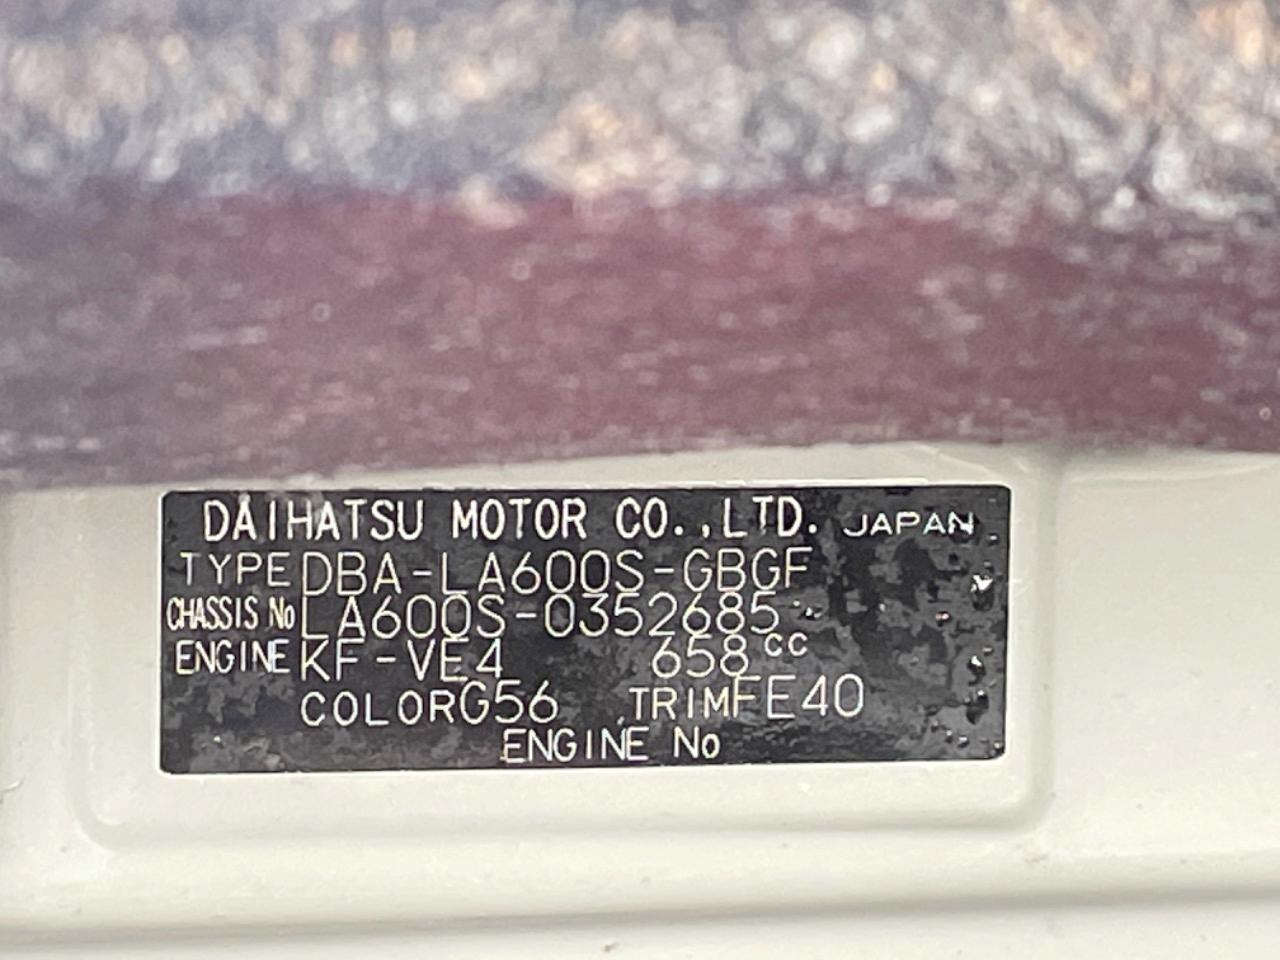 DAIHATSU MOTOR CO.,LTD. JAPAN
TYPE DBA-LA600S-GBGF
CHASSIS No LA600S-0352685
ENGINE KF-VE4 658cc
COLOR G56 TRIM FE40
ENGINE No